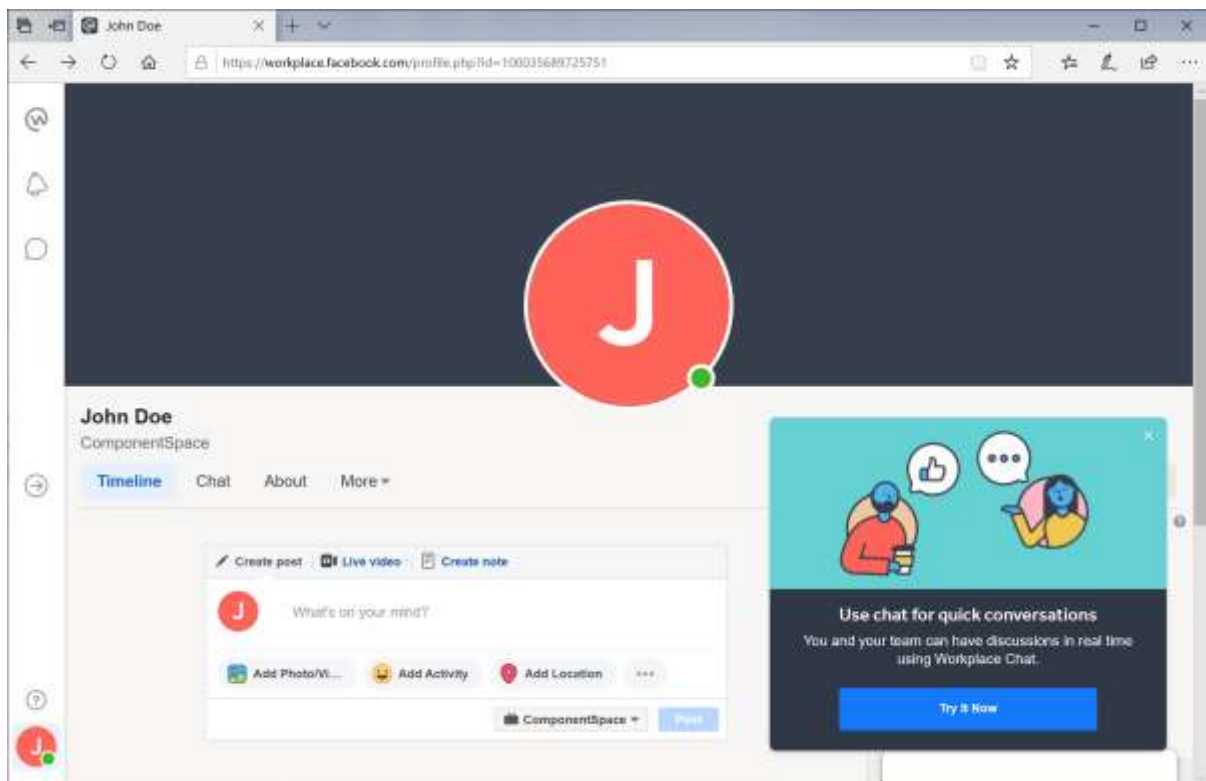 John Doe
https://workplace.facebook.com/profile.php?id=100035689725751
J
John Doe
ComponentSpace
Timeline Chat About More
Create post Live video Create note
J What's on your mind?
Add Photo/Vi... Add Activity Add Location
ComponentSpace Post
Use chat for quick conversations
You and your team can have discussions in real time
using Workplace Chat.
Try It Now
J